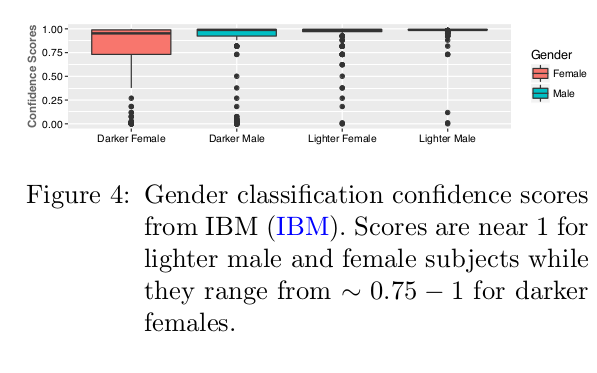 Confidence Scores
1.00
0.75
0.50
0.25
0.00
Darker Female
Darker Male
Lighter Female
Lighter Male
Gender
Female
Male
Figure 4: Gender classification confidence scores
from IBM (IBM). Scores are near 1 for
lighter male and female subjects while
they range from ∼ 0.75 − 1 for darker
females.